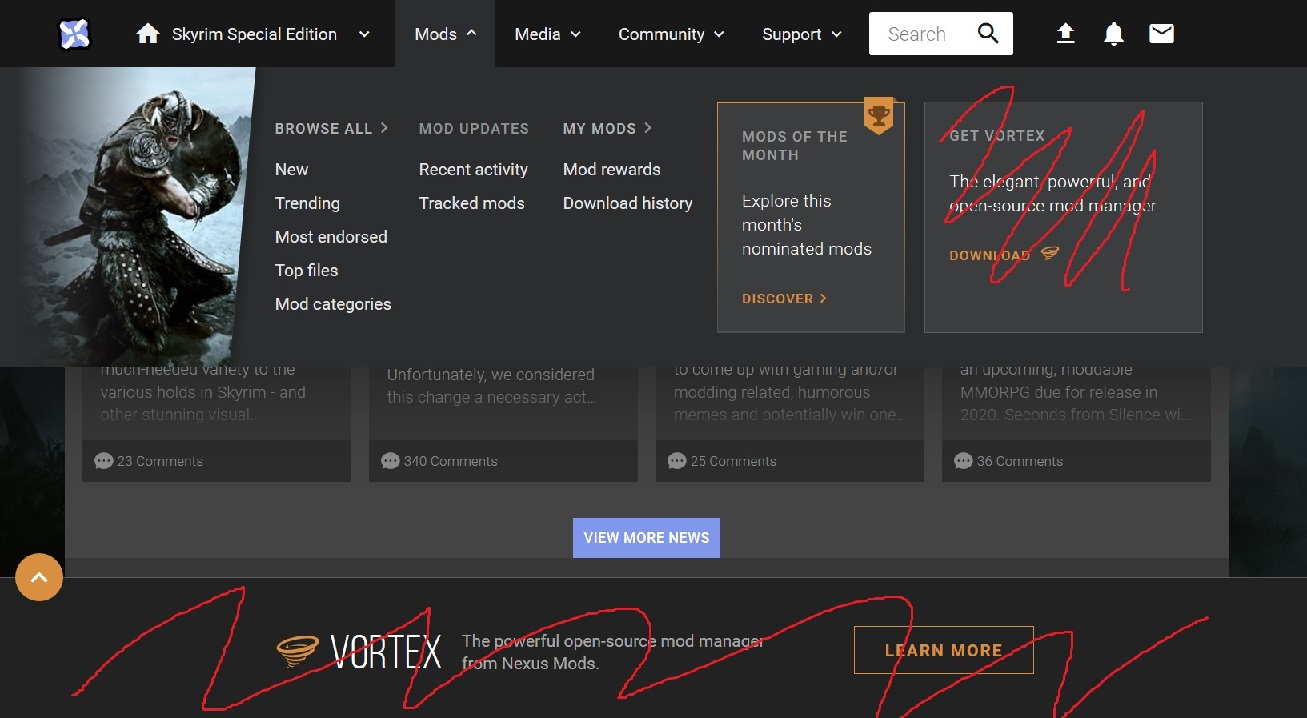 Skyrim Special Edition
Mods
Media
Community
Support
Search
BROWSE ALL
New
Trending
Most endorsed
Top files
Mod categories
MOD UPDATES
Recent activity
Tracked mods
MY MODS
Mod rewards
Download history
MODS OF THE
MONTH
Explore this
month's
nominated mods
DISCOVER
GET VORTEX
The elegant, powerful, and
open-source mod manager
DOWNLOAD
much-needed variety to the
various holds in Skyrim - and
other stunning visual...
23 Comments
Unfortunately, we considered
this change a necessary act...
340 Comments
to come up with gaming and/or
modding related, humorous
memes and potentially win one...
25 Comments
an upcoming, moddable
MMORPG due for release in
2020. Seconds from Silence wi...
36 Comments
VIEW MORE NEWS
VORTEX
The powerful open-source mod manager
from Nexus Mods.
LEARN MORE